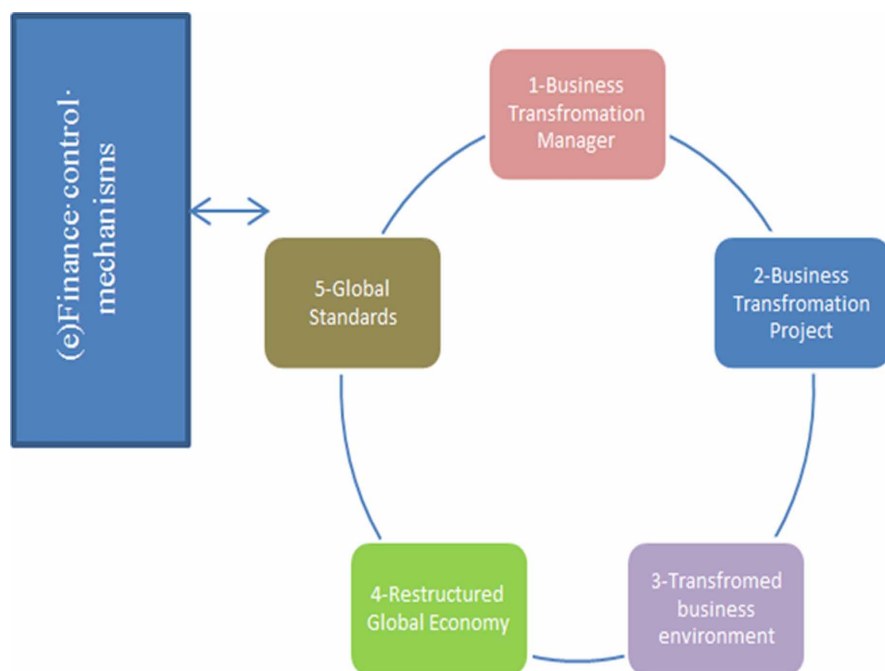 (e)Finance·control·
mechanisms
1-Business
Transfromation
Manager
2-Business
Transfromation
Project
3-Transfromed
business
environment
4-Restructured
Global Economy
5-Global
Standards